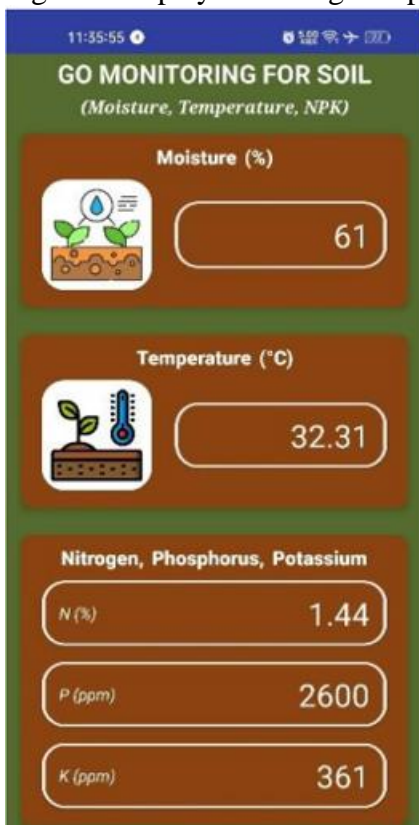 11:35:55
GO MONITORING FOR SOIL
(Moisture, Temperature, NPK)
Moisture (%)
61
Temperature (°C)
32.31
Nitrogen, Phosphorus, Potassium
N (%)
1.44
P (ppm)
2600
K (ppm)
361